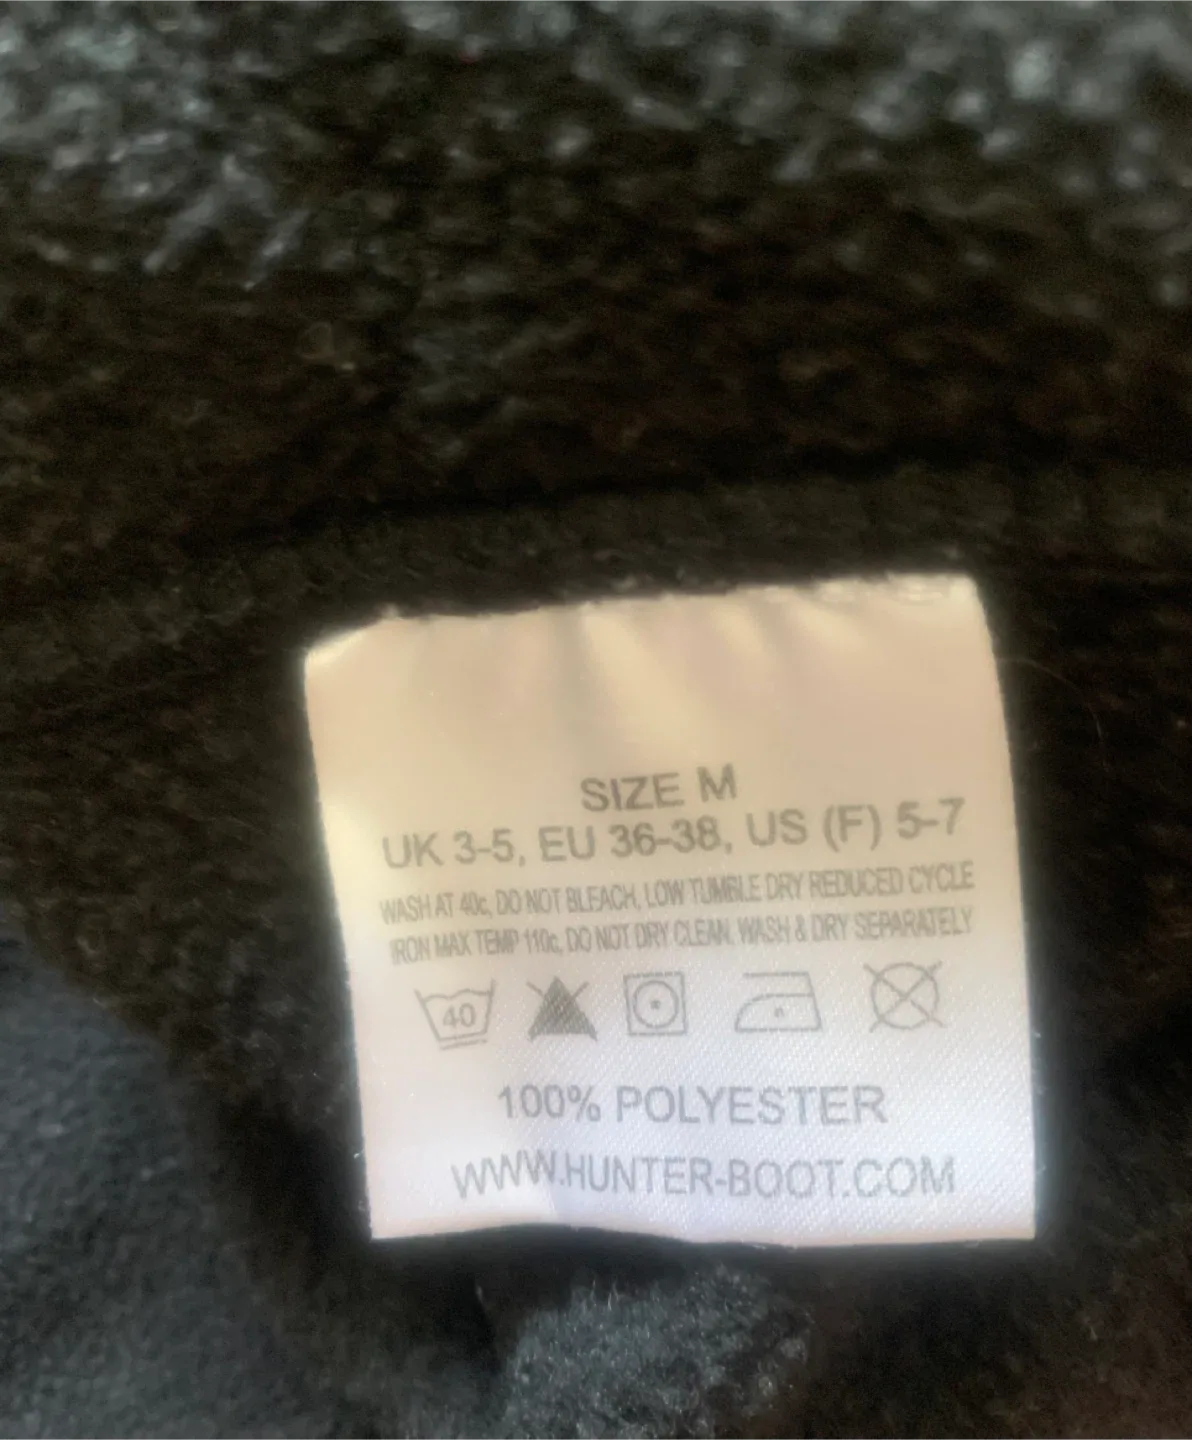 SIZE M
UK 3-5, EU 36-38, US (F) 5-7
WASH AT 40c, DO NOT BLEACH, LOW TUMBLE DRY REDUCED CYCLE
IRON MAX TEMP 110c, DO NOT DRY CLEAN. WASH & DRY SEPARATELY
40
100% POLYESTER
WWW.HUNTER-BOOT.COM